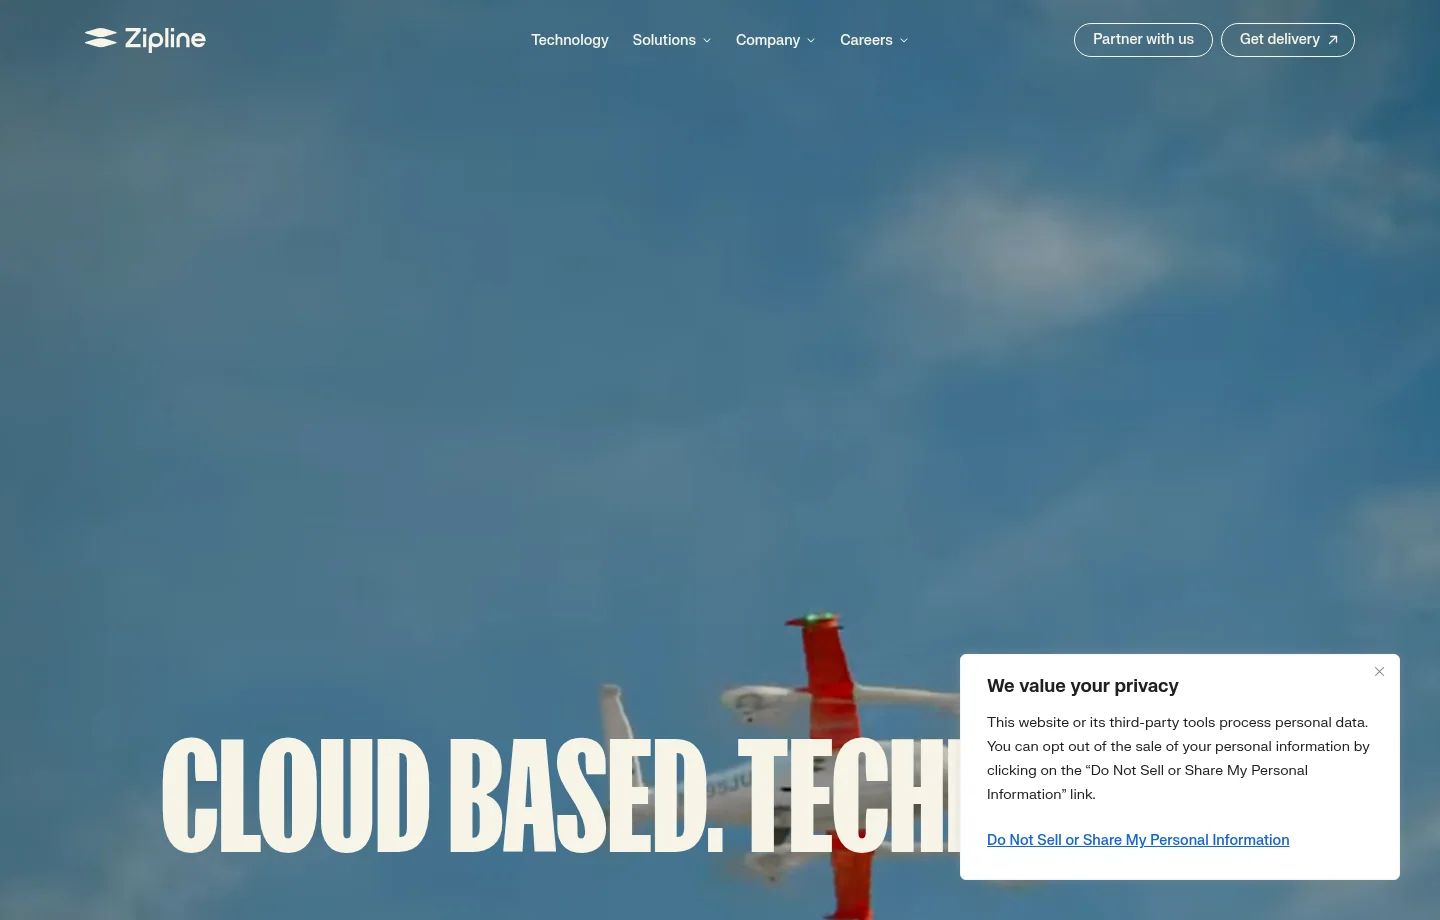 Zipline
Technology
Solutions
Company
Careers
Partner with us
Get delivery
CLOUD BASED.
We value your privacy
This website or its third-party tools process personal data.
You can opt out of the sale of your personal information by
clicking on the “Do Not Sell or Share My Personal
Information” link.
Do Not Sell or Share My Personal Information